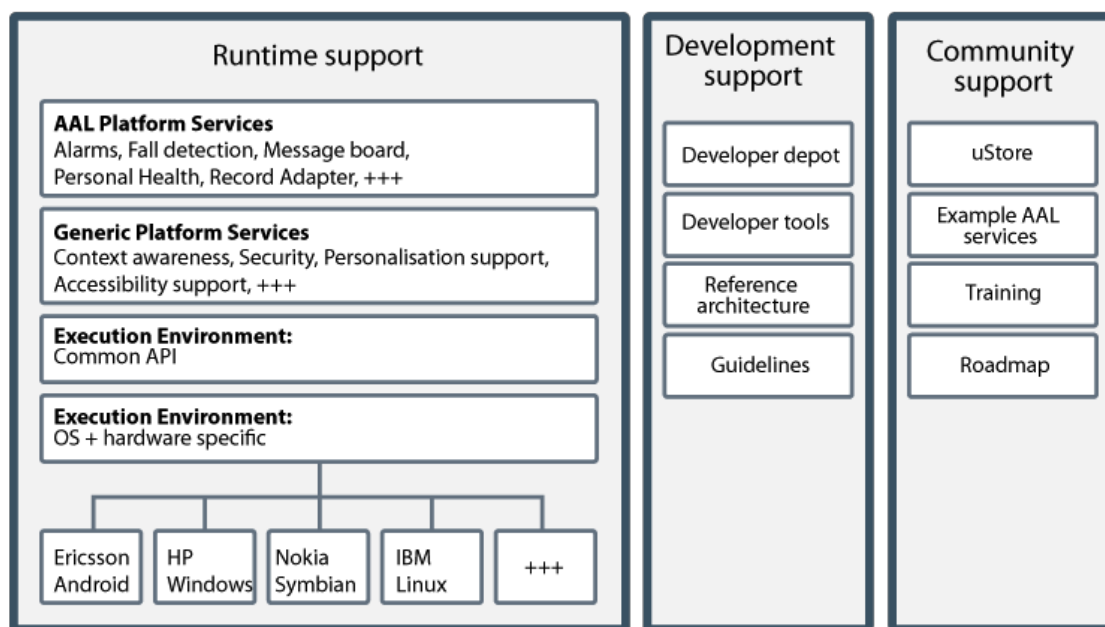 Runtime support
AAL Platform Services
Alarms, Fall detection, Message board,
Personal Health, Record Adapter, +++
Generic Platform Services
Context awareness, Security, Personalisation support,
Accessibility support, +++
Execution Environment:
Common API
Execution Environment:
OS + hardware specific
Ericsson
Android
HP
Windows
Nokia
Symbian
IBM
Linux
+++
Development
support
Developer depot
Developer tools
Reference
architecture
Guidelines
Community
support
uStore
Example AAL
services
Training
Roadmap